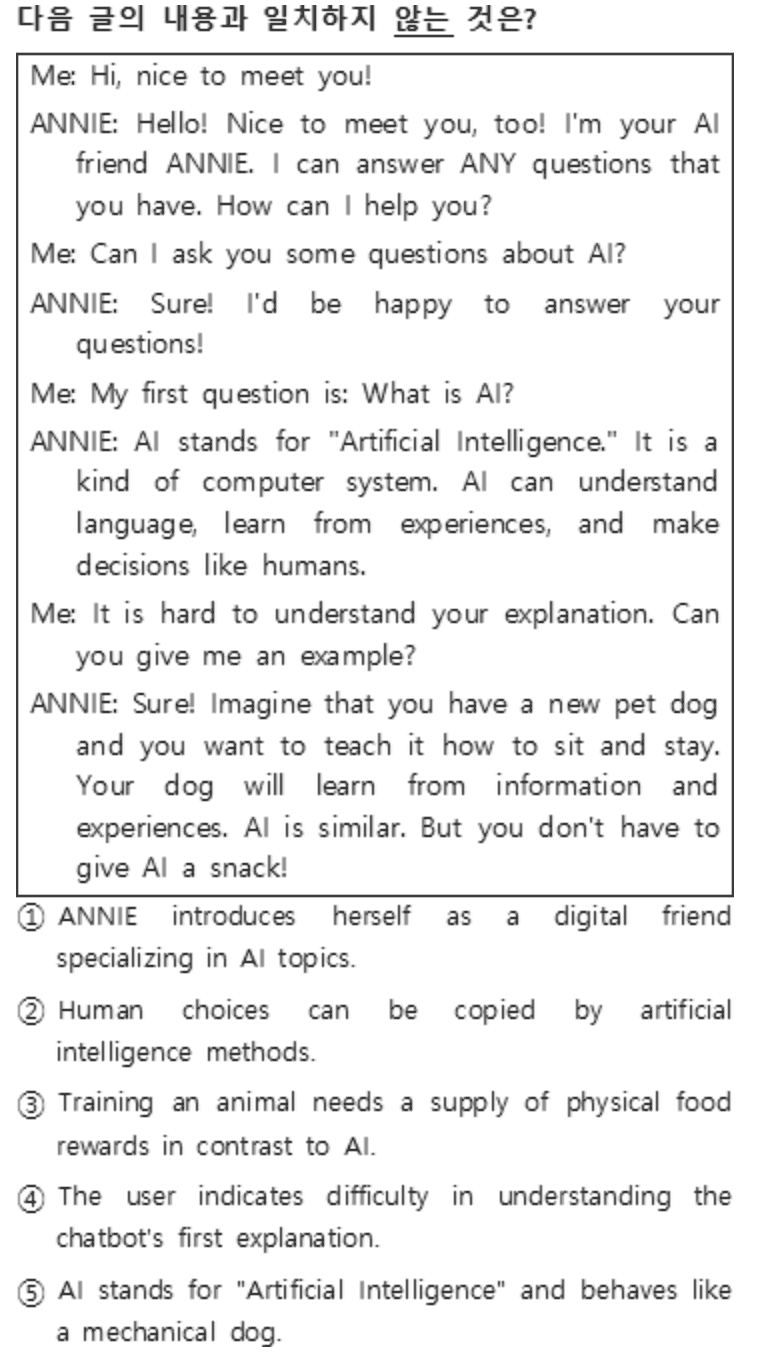 다음 글의 내용과 일치하지 않는 것은?
Me: Hi, nice to meet you!
ANNIE: Hello! Nice to meet you, too! I'm your AI
friend ANNIE. I can answer ANY questions that
you have. How can I help you?
Me: Can I ask you some questions about AI?
ANNIE: Sure! I'd be happy to answer your
questions!
Me: My first question is: What is AI?
ANNIE: AI stands for "Artificial Intelligence." It is a
kind of computer system. AI can understand
language, learn from experiences, and make
decisions like humans.
Me: It is hard to understand your explanation. Can
you give me an example?
ANNIE: Sure! Imagine that you have a new pet dog
and you want to teach it how to sit and stay.
Your dog will learn from information and
experiences. AI is similar. But you don't have to
give AI a snack!
① ANNIE introduces herself as a digital friend
specializing in AI topics.
② Human choices can be copied by artificial
intelligence methods.
③ Training an animal needs a supply of physical food
rewards in contrast to AI.
④ The user indicates difficulty in understanding the
chatbot's first explanation.
⑤ AI stands for "Artificial Intelligence" and behaves like
a mechanical dog.